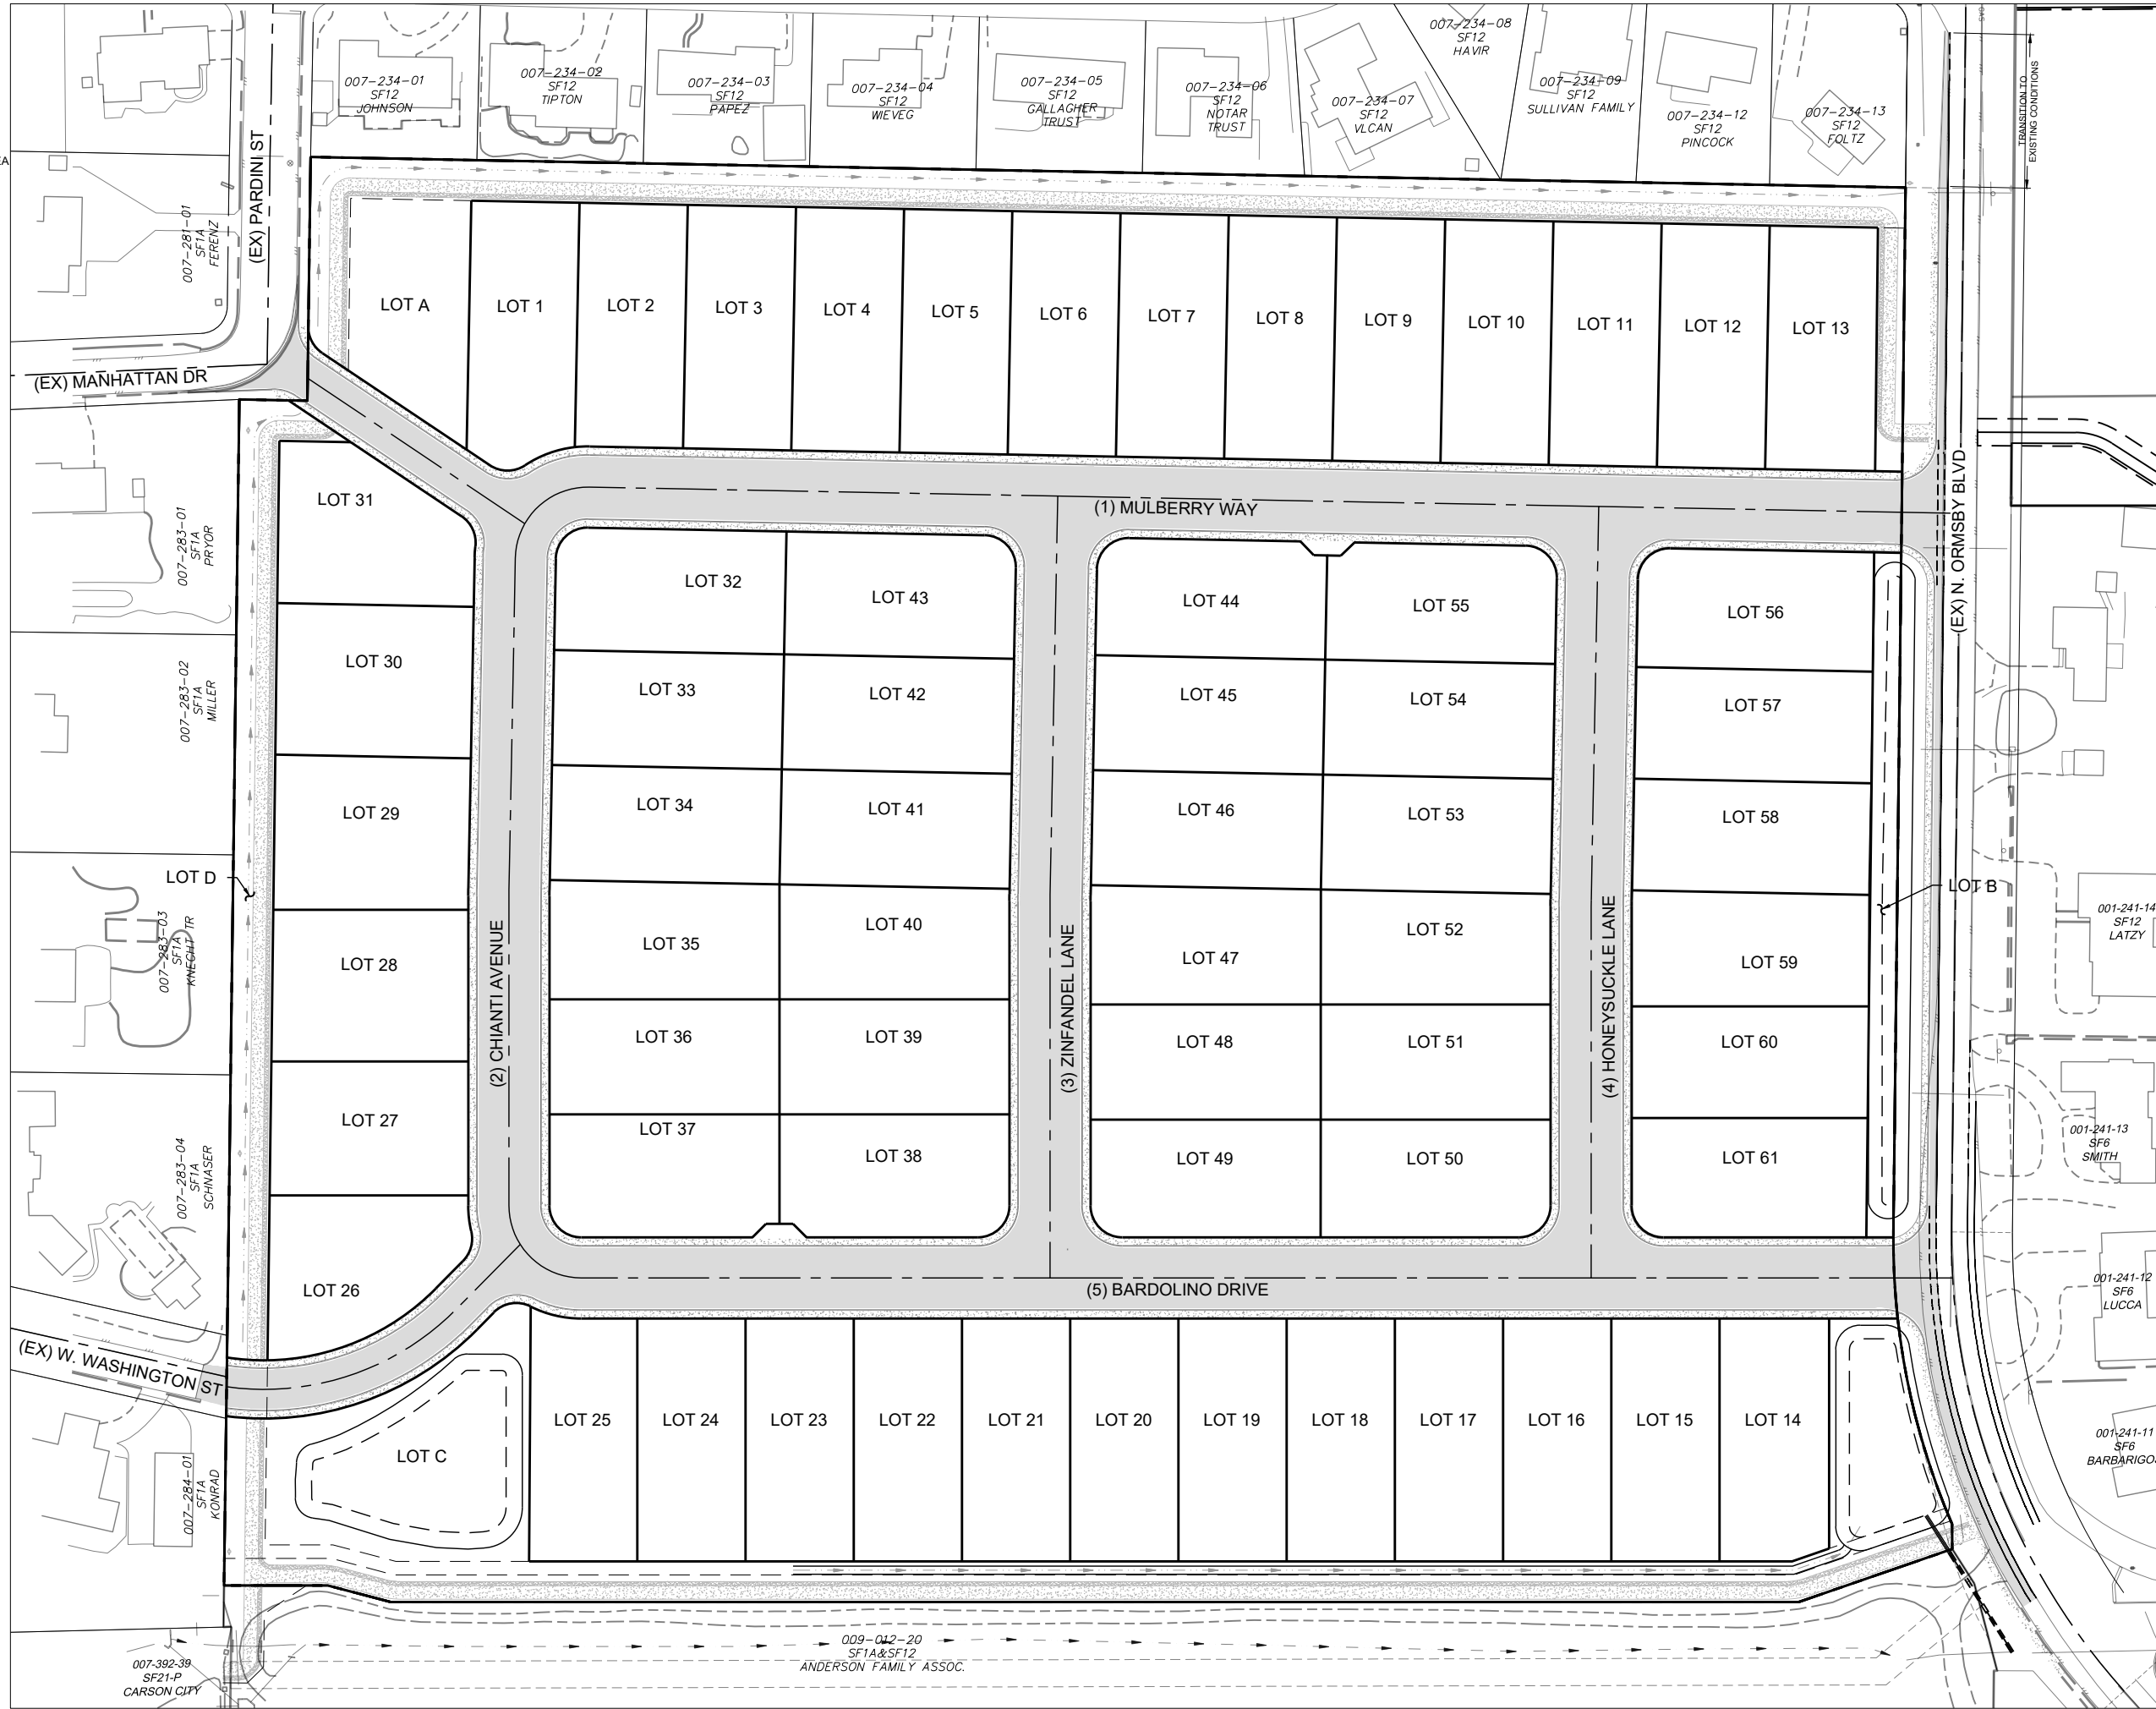 007-234-01
SF12
JOHNSON
007-234-02
SF12
TIPTON
007-234-03
SF12
PAPEZ
007-234-04
SF12
WIEVEG
007-234-05
SF12
GALLAGHER
TRUST
007-234-06
SF12
NOTAR
TRUST
007-234-07
SF12
VLCAN
007-234-08
SF12
HAVIR
007-234-09
SF12
SULLIVAN FAMILY
007-234-12
SF12
PINCOCK
007-234-13
SF12
FOLTZ
GAS
TRANSITION TO
EXISTING CONDITIONS
EA
(EX) PARDINI ST
007-281-01
SF1A
FERENZ
(EX) MANHATTAN DR
LOT A
LOT 1
LOT 2
LOT 3
LOT 4
LOT 5
LOT 6
LOT 7
LOT 8
LOT 9
LOT 10
LOT 11
LOT 12
LOT 13
(1) MULBERRY WAY
(EX) N. ORMSBY BLVD
007-283-01
SF1A
PRYOR
LOT 31
LOT 32
LOT 43
LOT 44
LOT 55
LOT 56
007-283-02
SF1A
MILLER
LOT 30
LOT 33
LOT 42
LOT 45
LOT 54
LOT 57
LOT 29
LOT 34
LOT 41
LOT 46
LOT 53
LOT 58
LOT D
LOT B
007-283-03
SF1A
KNECHT TR
LOT 28
(2) CHIANTI AVENUE
LOT 35
LOT 40
(3) ZINFANDEL LANE
LOT 47
LOT 52
(4) HONEYSUCKLE LANE
LOT 59
001-241-14
SF12
LATZY
LOT 27
LOT 36
LOT 39
LOT 48
LOT 51
LOT 60
007-283-04
SF1A
SCHNASER
LOT 37
LOT 38
LOT 49
LOT 50
LOT 61
001-241-13
SF6
SMITH
LOT 26
(5) BARDOLINO DRIVE
001-241-12
SF6
LUCCA
(EX) W. WASHINGTON ST
LOT C
LOT 25
LOT 24
LOT 23
LOT 22
LOT 21
LOT 20
LOT 19
LOT 18
LOT 17
LOT 16
LOT 15
LOT 14
001-241-11
SF6
BARBARIGOS
007-284-01
SF1A
KONRAD
007-392-39
SF21-P
CARSON CITY
009-012-20
SF1A&SF12
ANDERSON FAMILY ASSOC.